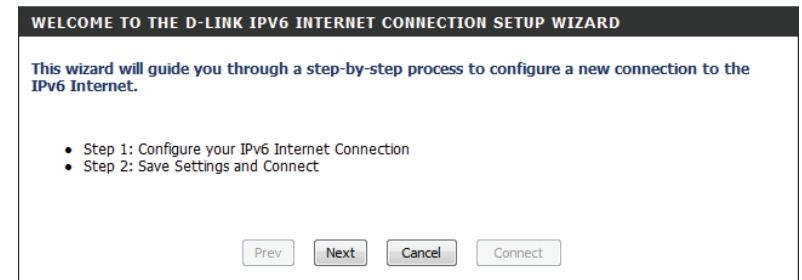 WELCOME TO THE D-LINK IPV6 INTERNET CONNECTION SETUP WIZARD
This wizard will guide you through a step-by-step process to configure a new connection to the
IPv6 Internet.
• Step 1: Configure your IPv6 Internet Connection
• Step 2: Save Settings and Connect
Prev Next Cancel Connect